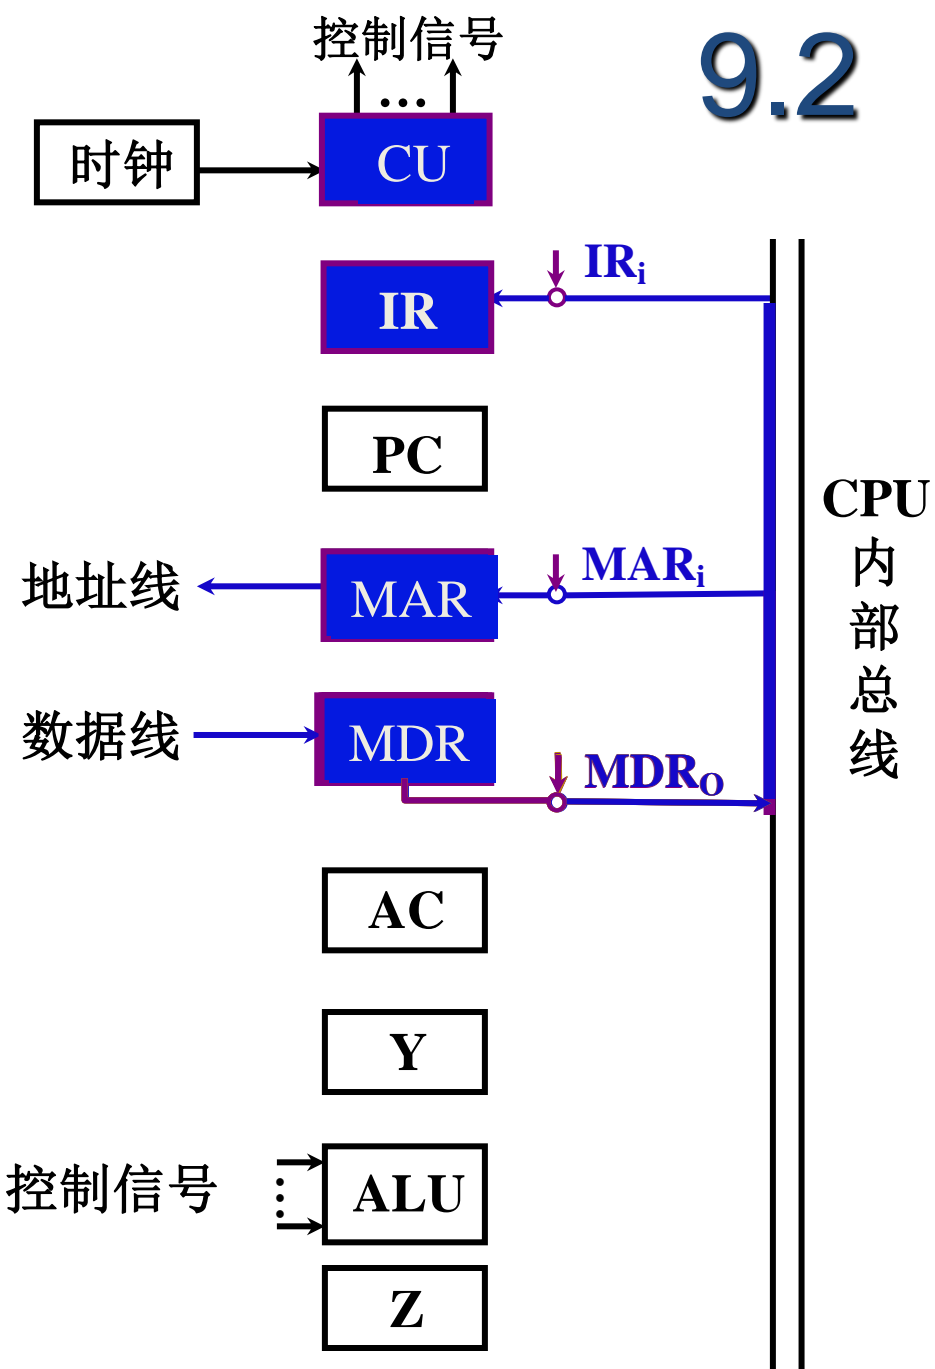 控制信号
9.2
…
时钟
CU
IRi
IR
PC
CPU
内
部
总
线
地址线
MAR
MARi
数据线
MDR
MDRO
AC
Y
控制信号
ALU
Z